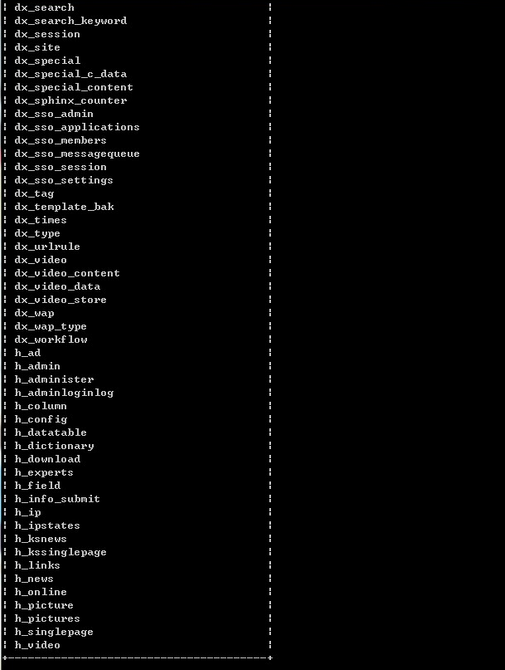 dx_search
dx_search_keyword
dx_session
dx_site
dx_special
dx_special_c_data
dx_special_content
dx_sphinx_counter
dx_sso_admin
dx_sso_applications
dx_sso_members
dx_sso_messagequeue
dx_sso_session
dx_sso_settings
dx_tag
dx_template_bak
dx_times
dx_type
dx_urlrule
dx_video
dx_video_content
dx_video_data
dx_video_store
dx_wap
dx_wap_type
dx_workflow
h_ad
h_admin
h_administer
h_adminloginlog
h_column
h_config
h_datatable
h_dictionary
h_download
h_experts
h_field
h_info_submit
h_ip
h_ipstates
h_ksnews
h_kssinglepage
h_links
h_news
h_online
h_picture
h_pictures
h_singlepage
h_video